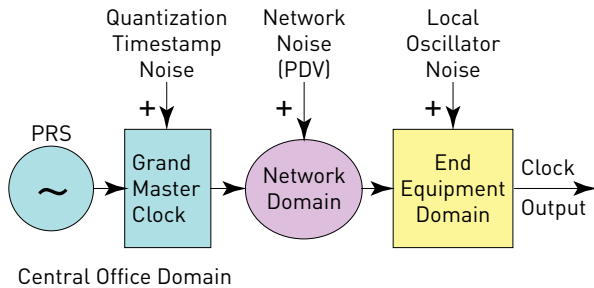 Quantization
Timestamp
Noise
Network
Noise
(PDV)
Local
Oscillator
Noise
+
+
+
PRS
~
Grand
Master
Clock
Network
Domain
End
Equipment
Domain
Clock
Output
Central Office Domain